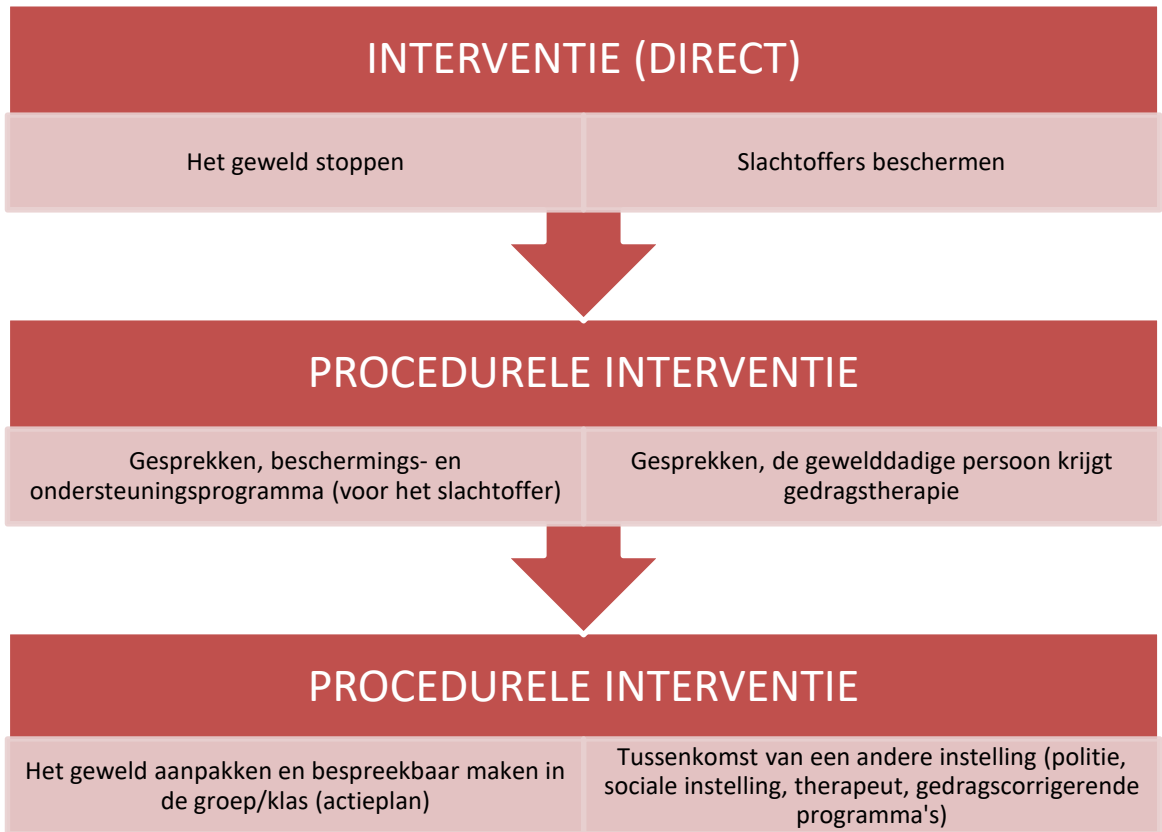 INTERVENTIE (DIRECT)
Het geweld stoppen
Slachtoffers beschermen
PROCEDURELE INTERVENTIE
Gesprekken, beschermings- en
ondersteuningsprogramma (voor het slachtoffer)
Gesprekken, de gewelddadige persoon krijgt
gedragstherapie
PROCEDURELE INTERVENTIE
Het geweld aanpakken en bespreekbaar maken in
de groep/klas (actieplan)
Tussenkomst van een andere instelling (politie,
sociale instelling, therapeut, gedragscorrigerende
programma's)